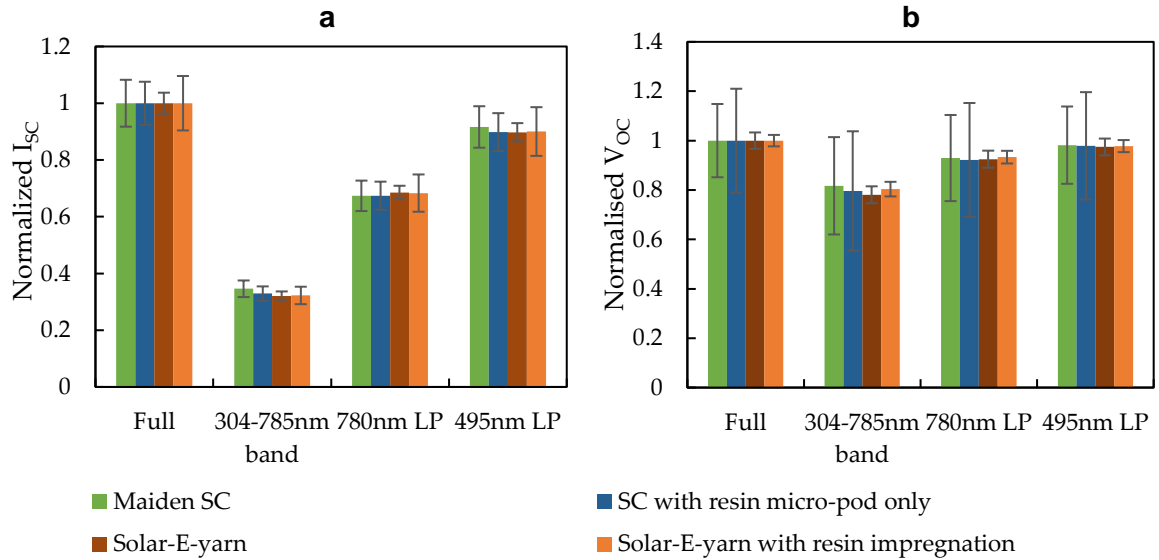 a
1.2
1
0.8
0.6
0.4
0.2
0
Normalized I_SC
Full
304-785nm
band
780nm LP
495nm LP
b
1.4
1.2
1
0.8
0.6
0.4
0.2
0
Normalised V_OC
Full
304-785nm
band
780nm LP
495nm LP
Maiden SC
SC with resin micro-pod only
Solar-E-yarn
Solar-E-yarn with resin impregnation